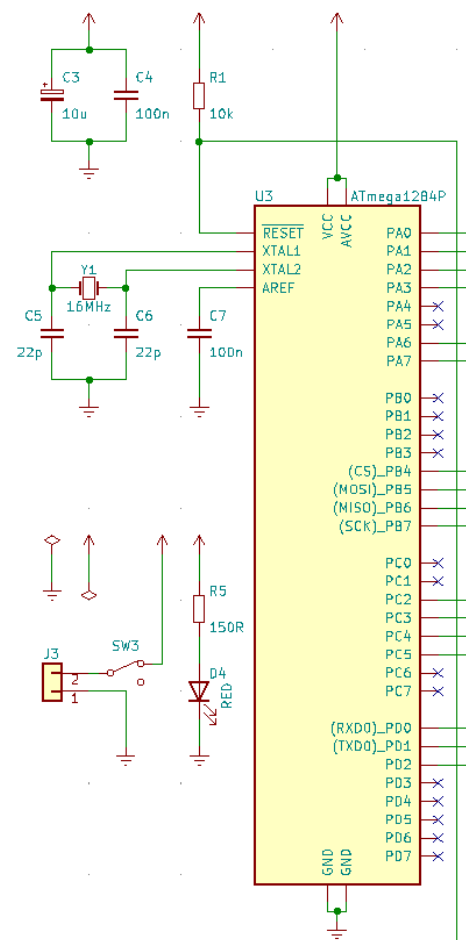 C3
10u
C4
100n
R1
10k
U3
ATmega1284P
VCC
AVCC
RESET
XTAL1
XTAL2
AREF
Y1
16MHz
C5
22p
C6
22p
C7
100n
PA0
PA1
PA2
PA3
PA4
PA5
PA6
PA7
PB0
PB1
PB2
PB3
(CS)_PB4
(MOSI)_PB5
(MISO)_PB6
(SCK)_PB7
PC0
PC1
PC2
PC3
PC4
PC5
PC6
PC7
(RXD0)_PD0
(TXD0)_PD1
PD2
PD3
PD4
PD5
PD6
PD7
GND
GND
J3
2
1
SW3
R5
150R
D4
RED